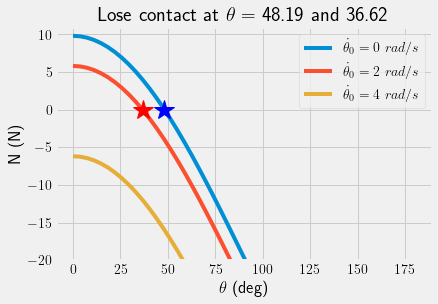 Lose contact at θ = 48.19 and 36.62
N (N)
10
5
0
−5
−10
−15
−20
θ̇₀ = 0 rad/s
θ̇₀ = 2 rad/s
θ̇₀ = 4 rad/s
0 25 50 75 100 125 150 175
θ (deg)